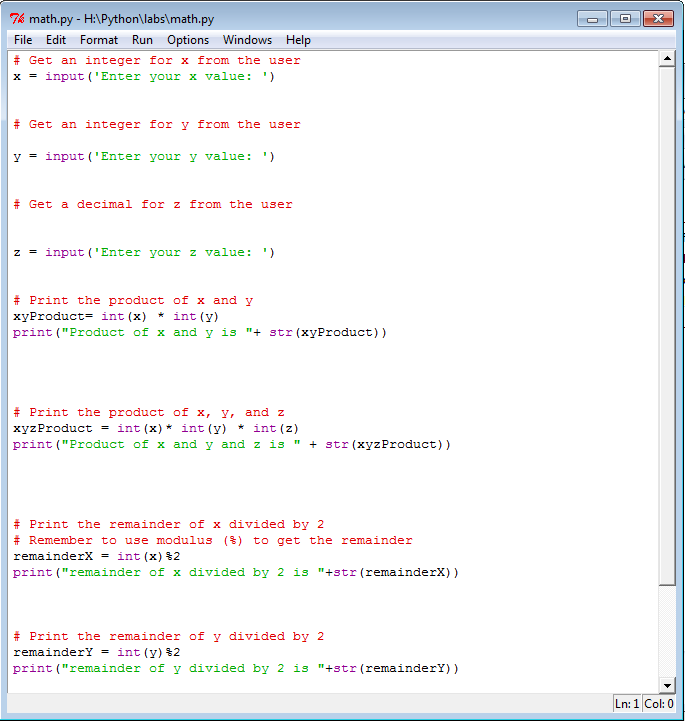 math.py - H:\Python\labs\math.py
File Edit Format Run Options Windows Help
# Get an integer for x from the user
x = input('Enter your x value: ')
# Get an integer for y from the user
y = input('Enter your y value: ')
# Get a decimal for z from the user
z = input('Enter your z value: ')
# Print the product of x and y
xyProduct= int(x) * int(y)
print("Product of x and y is "+ str(xyProduct))
# Print the product of x, y, and z
xyzProduct = int(x)* int(y) * int(z)
print("Product of x and y and z is " + str(xyzProduct))
# Print the remainder of x divided by 2
# Remember to use modulus (%) to get the remainder
remainderX = int(x)%2
print("remainder of x divided by 2 is "+str(remainderX))
# Print the remainder of y divided by 2
remainderY = int(y)%2
print("remainder of y divided by 2 is "+str(remainderY))
Ln: 1 Col: 0